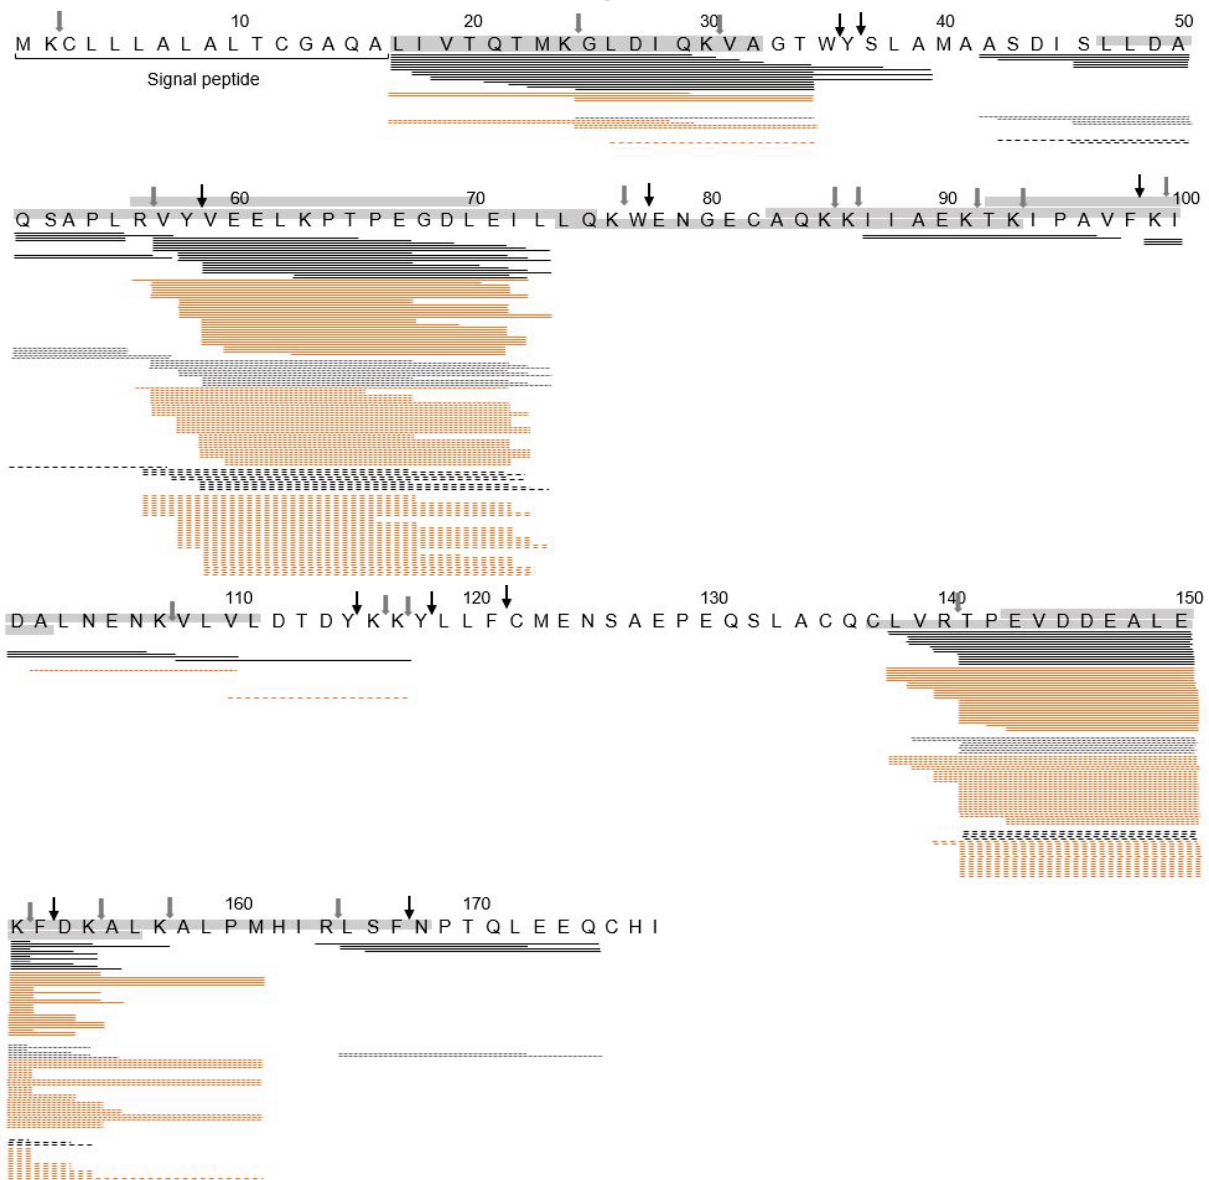 10 20 30 40 50
M K C L L L A L A L T C G A Q A L I V T Q T M K G L D I Q K V A G T W Y S L A M A A S D I S L L D A
Signal peptide
60 70 80 90 100
Q S A P L R V Y V E E L K P T P E G D L E I L L Q K W E N G E C A Q K K I I A E K T K I P A V F K I
110 120 130 140 150
D A L N E N K V L V L D T D Y K K Y L L F C M E N S A E P E Q S L A C Q C L V R T P E V D D E A L E
160 170
K F D K A L K A L P M H I R L S F N P T Q L E E Q C H I